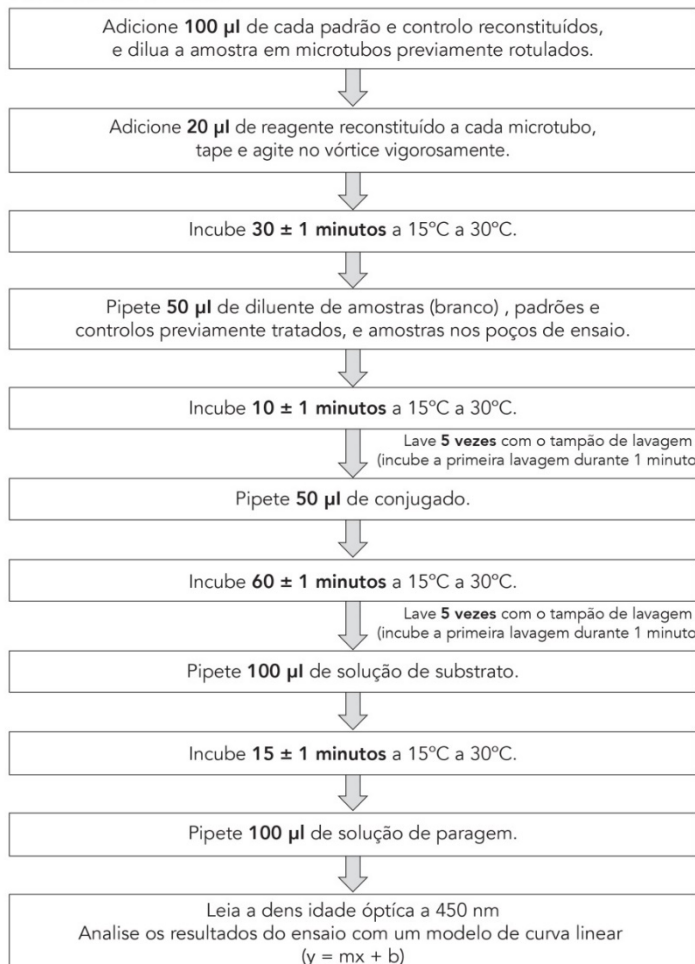 Adicione 100 µl de cada padrão e controlo reconstituídos,
e dilua a amostra em microtubos previamente rotulados.
Adicione 20 µl de reagente reconstituído a cada microtubo,
tape e agite no vórtice vigorosamente.
Incube 30 ± 1 minutos a 15ºC a 30ºC.
Pipete 50 µl de diluente de amostras (branco) , padrões e
controlos previamente tratados, e amostras nos poços de ensaio.
Incube 10 ± 1 minutos a 15ºC a 30ºC.
Lave 5 vezes com o tampão de lavagem
(incube a primeira lavagem durante 1 minuto
Pipete 50 µl de conjugado.
Incube 60 ± 1 minutos a 15ºC a 30ºC.
Lave 5 vezes com o tampão de lavagem
(incube a primeira lavagem durante 1 minuto
Pipete 100 µl de solução de substrato.
Incube 15 ± 1 minutos a 15ºC a 30ºC.
Pipete 100 µl de solução de paragem.
Leia a dens idade óptíca a 450 nm
Analise os resultados do ensaio com um modelo de curva linear
(y = mx + b)